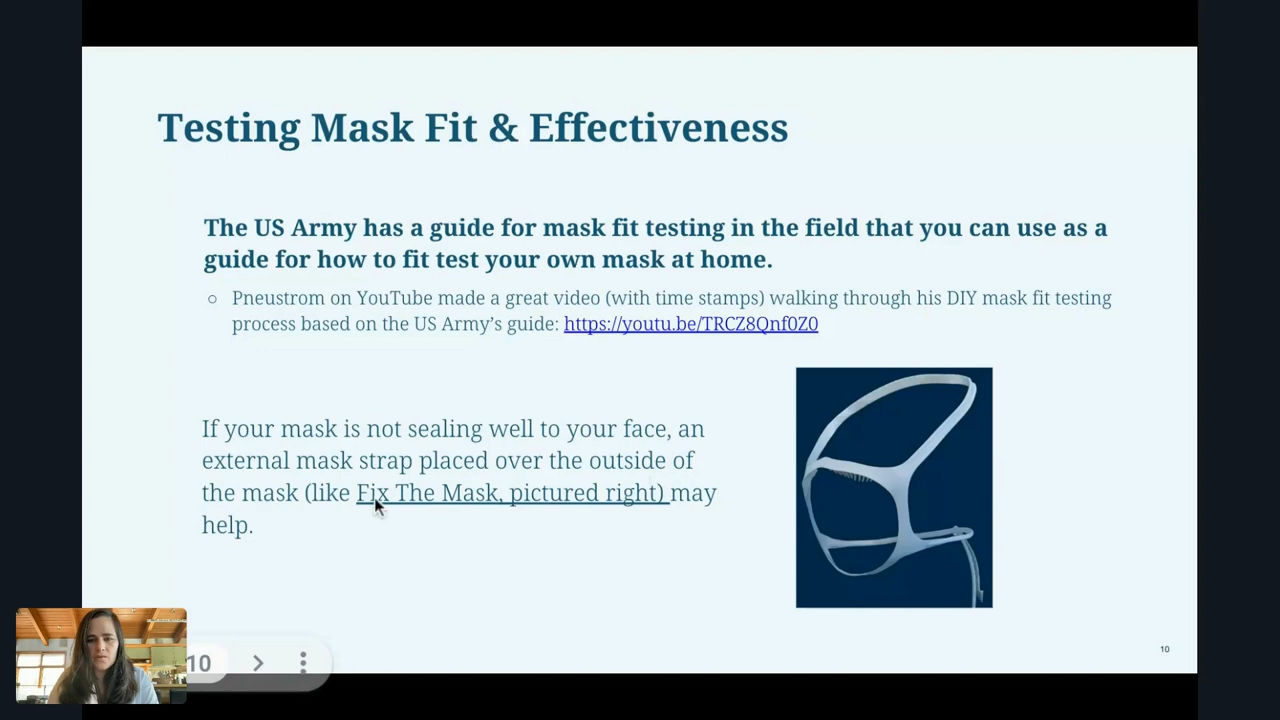 Testing Mask Fit & Effectiveness
The US Army has a guide for mask fit testing in the field that you can use as a
guide for how to fit test your own mask at home.
○ Pneustrom on YouTube made a great video (with time stamps) walking through his DIY mask fit testing
process based on the US Army’s guide: https://youtu.be/TRCZ8Qnf0Z0
If your mask is not sealing well to your face, an
external mask strap placed over the outside of
the mask (like Fix The Mask, pictured right) may
help.
10
10